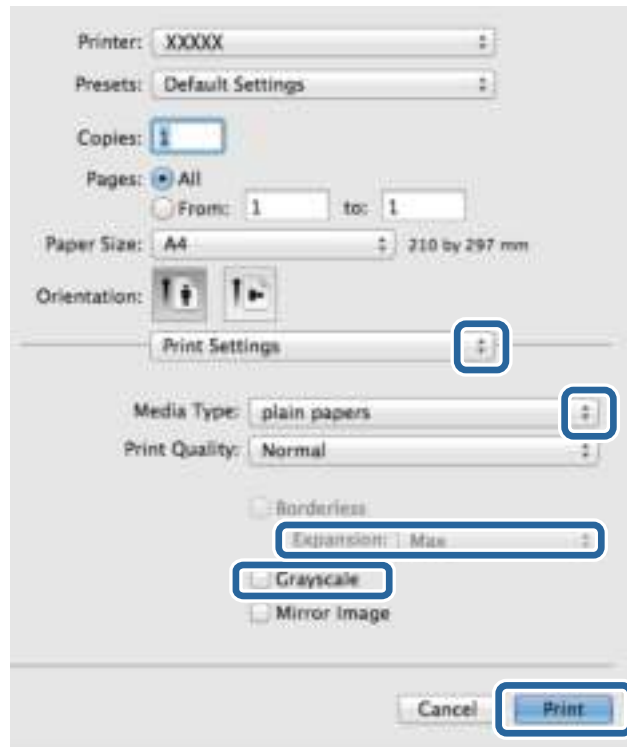 Printer: XXXXX
Presets: Default Settings
Copies: 1
Pages: All
From: 1 to: 1
Paper Size: A4 210 by 297 mm
Orientation:
Print Settings
Media Type: plain papers
Print Quality: Normal
Borderless
Expansion: Max
Grayscale
Mirror Image
Cancel Print